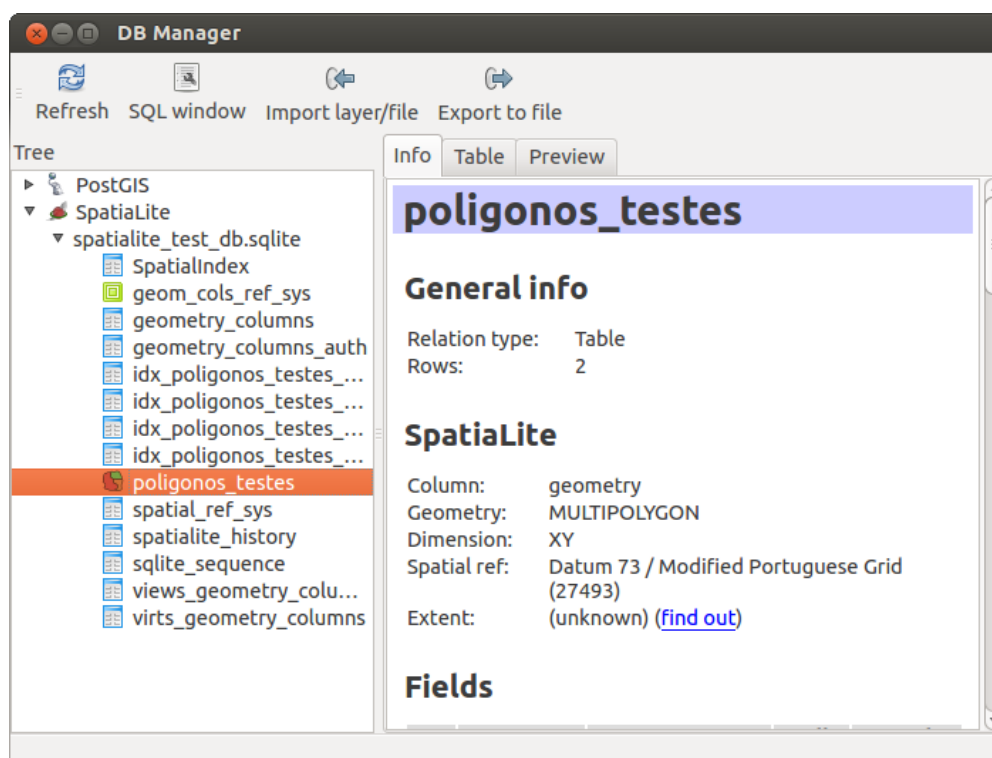 DB Manager
Refresh SQL window Import layer/file Export to file
Tree
PostGIS
SpatiaLite
spatialite_test_db.sqlite
SpatialIndex
geom_cols_ref_sys
geometry_columns
geometry_columns_auth
idx_poligonos_testes_...
idx_poligonos_testes_...
idx_poligonos_testes_...
idx_poligonos_testes_...
poligonos_testes
spatial_ref_sys
spatialite_history
sqlite_sequence
views_geometry_colu...
virts_geometry_columns
Info Table Preview
poligonos_testes
General info
Relation type: Table
Rows: 2
SpatiaLite
Column: geometry
Geometry: MULTIPOLYGON
Dimension: XY
Spatial ref: Datum 73 / Modified Portuguese Grid
(27493)
Extent: (unknown) (find out)
Fields